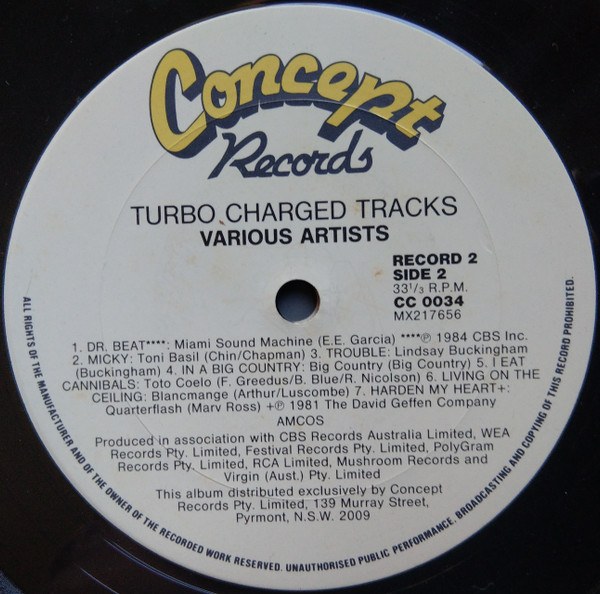 Concept
Records
TURBO CHARGED TRACKS
VARIOUS ARTISTS
RECORD 2
SIDE 2
33 1/3 R.P.M.
CC 0034
MX217656
1. DR. BEAT****: Miami Sound Machine (E.E. Garcia) ****℗ 1984 CBS Inc.
2. MICKY: Toni Basil (Chin/Chapman) 3. TROUBLE: Lindsay Buckingham
(Buckingham) 4. IN A BIG COUNTRY: Big Country (Big Country) 5. I EAT
CANNIBALS: Toto Coelo (F. Greedus/B. Blue/R. Nicolson) 6. LIVING ON THE
CEILING: Blancmange (Arthur/Luscombe) 7. HARDEN MY HEART+:
Quarterflash (Marv Ross) +℗ 1981 The David Geffen Company
AMCOS
Produced in association with CBS Records Australia Limited, WEA
Records Pty. Limited, Festival Records Pty. Limited, PolyGram
Records Pty. Limited, RCA Limited, Mushroom Records and
Virgin (Aust.) Pty. Limited
This album distributed exclusively by Concept
Records Pty. Limited, 139 Murray Street,
Pyrmont, N.S.W. 2009
ALL RIGHTS OF THE MANUFACTURER AND OF THE OWNER OF THE RECORDED WORK RESERVED. UNAUTHORISED PUBLIC PERFORMANCE, BROADCASTING AND COPYING OF THIS RECORD PROHIBITED.